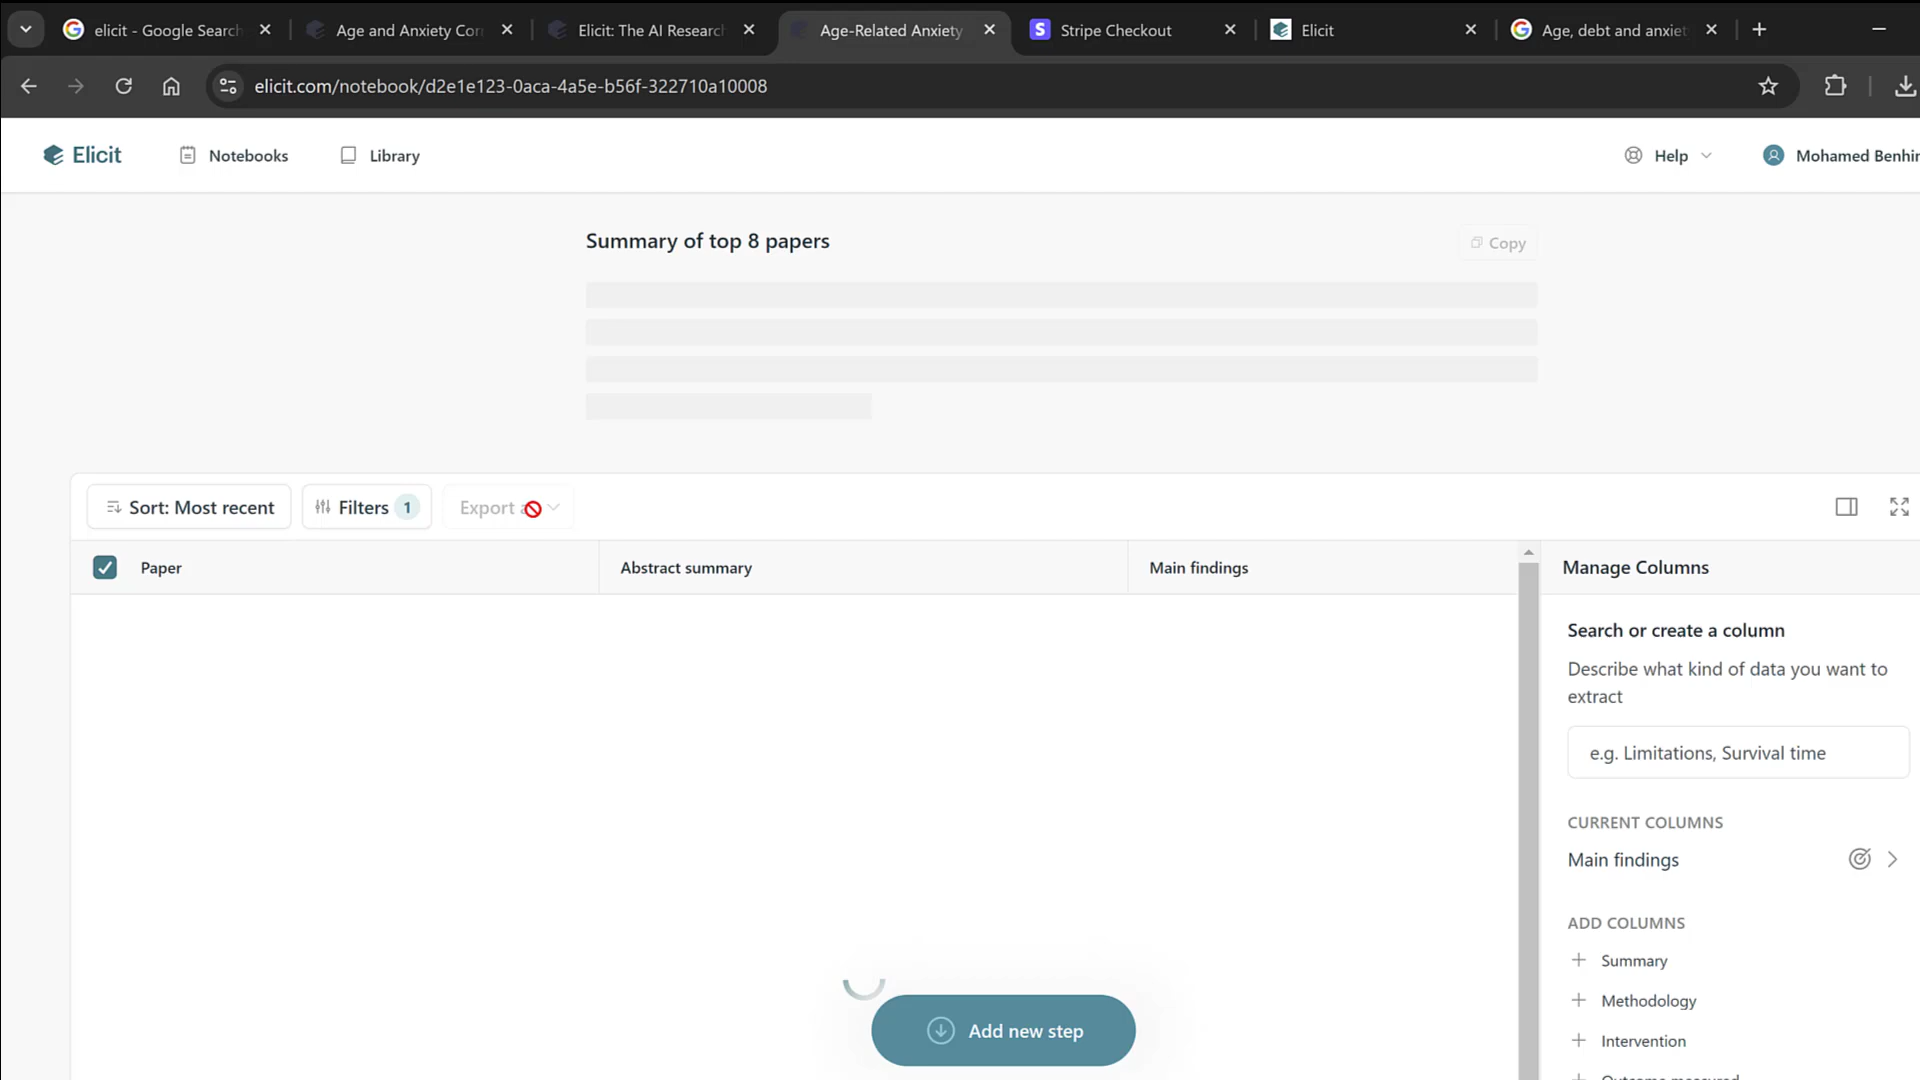 elicit - Google Search
Age and Anxiety Cor
Elicit: The AI Research
Age-Related Anxiety
Stripe Checkout
Elicit
Age, debt and anxiet
elicit.com/notebook/d2e1e123-0aca-4a5e-b56f-322710a10008
Elicit
Notebooks
Library
Help
Mohamed Benhin
Summary of top 8 papers
Copy
Sort: Most recent
Filters 1
Export
Paper
Abstract summary
Main findings
Manage Columns
Search or create a column
Describe what kind of data you want to
extract
e.g. Limitations, Survival time
CURRENT COLUMNS
Main findings
ADD COLUMNS
Summary
Methodology
Intervention
Outcome measured
Add new step